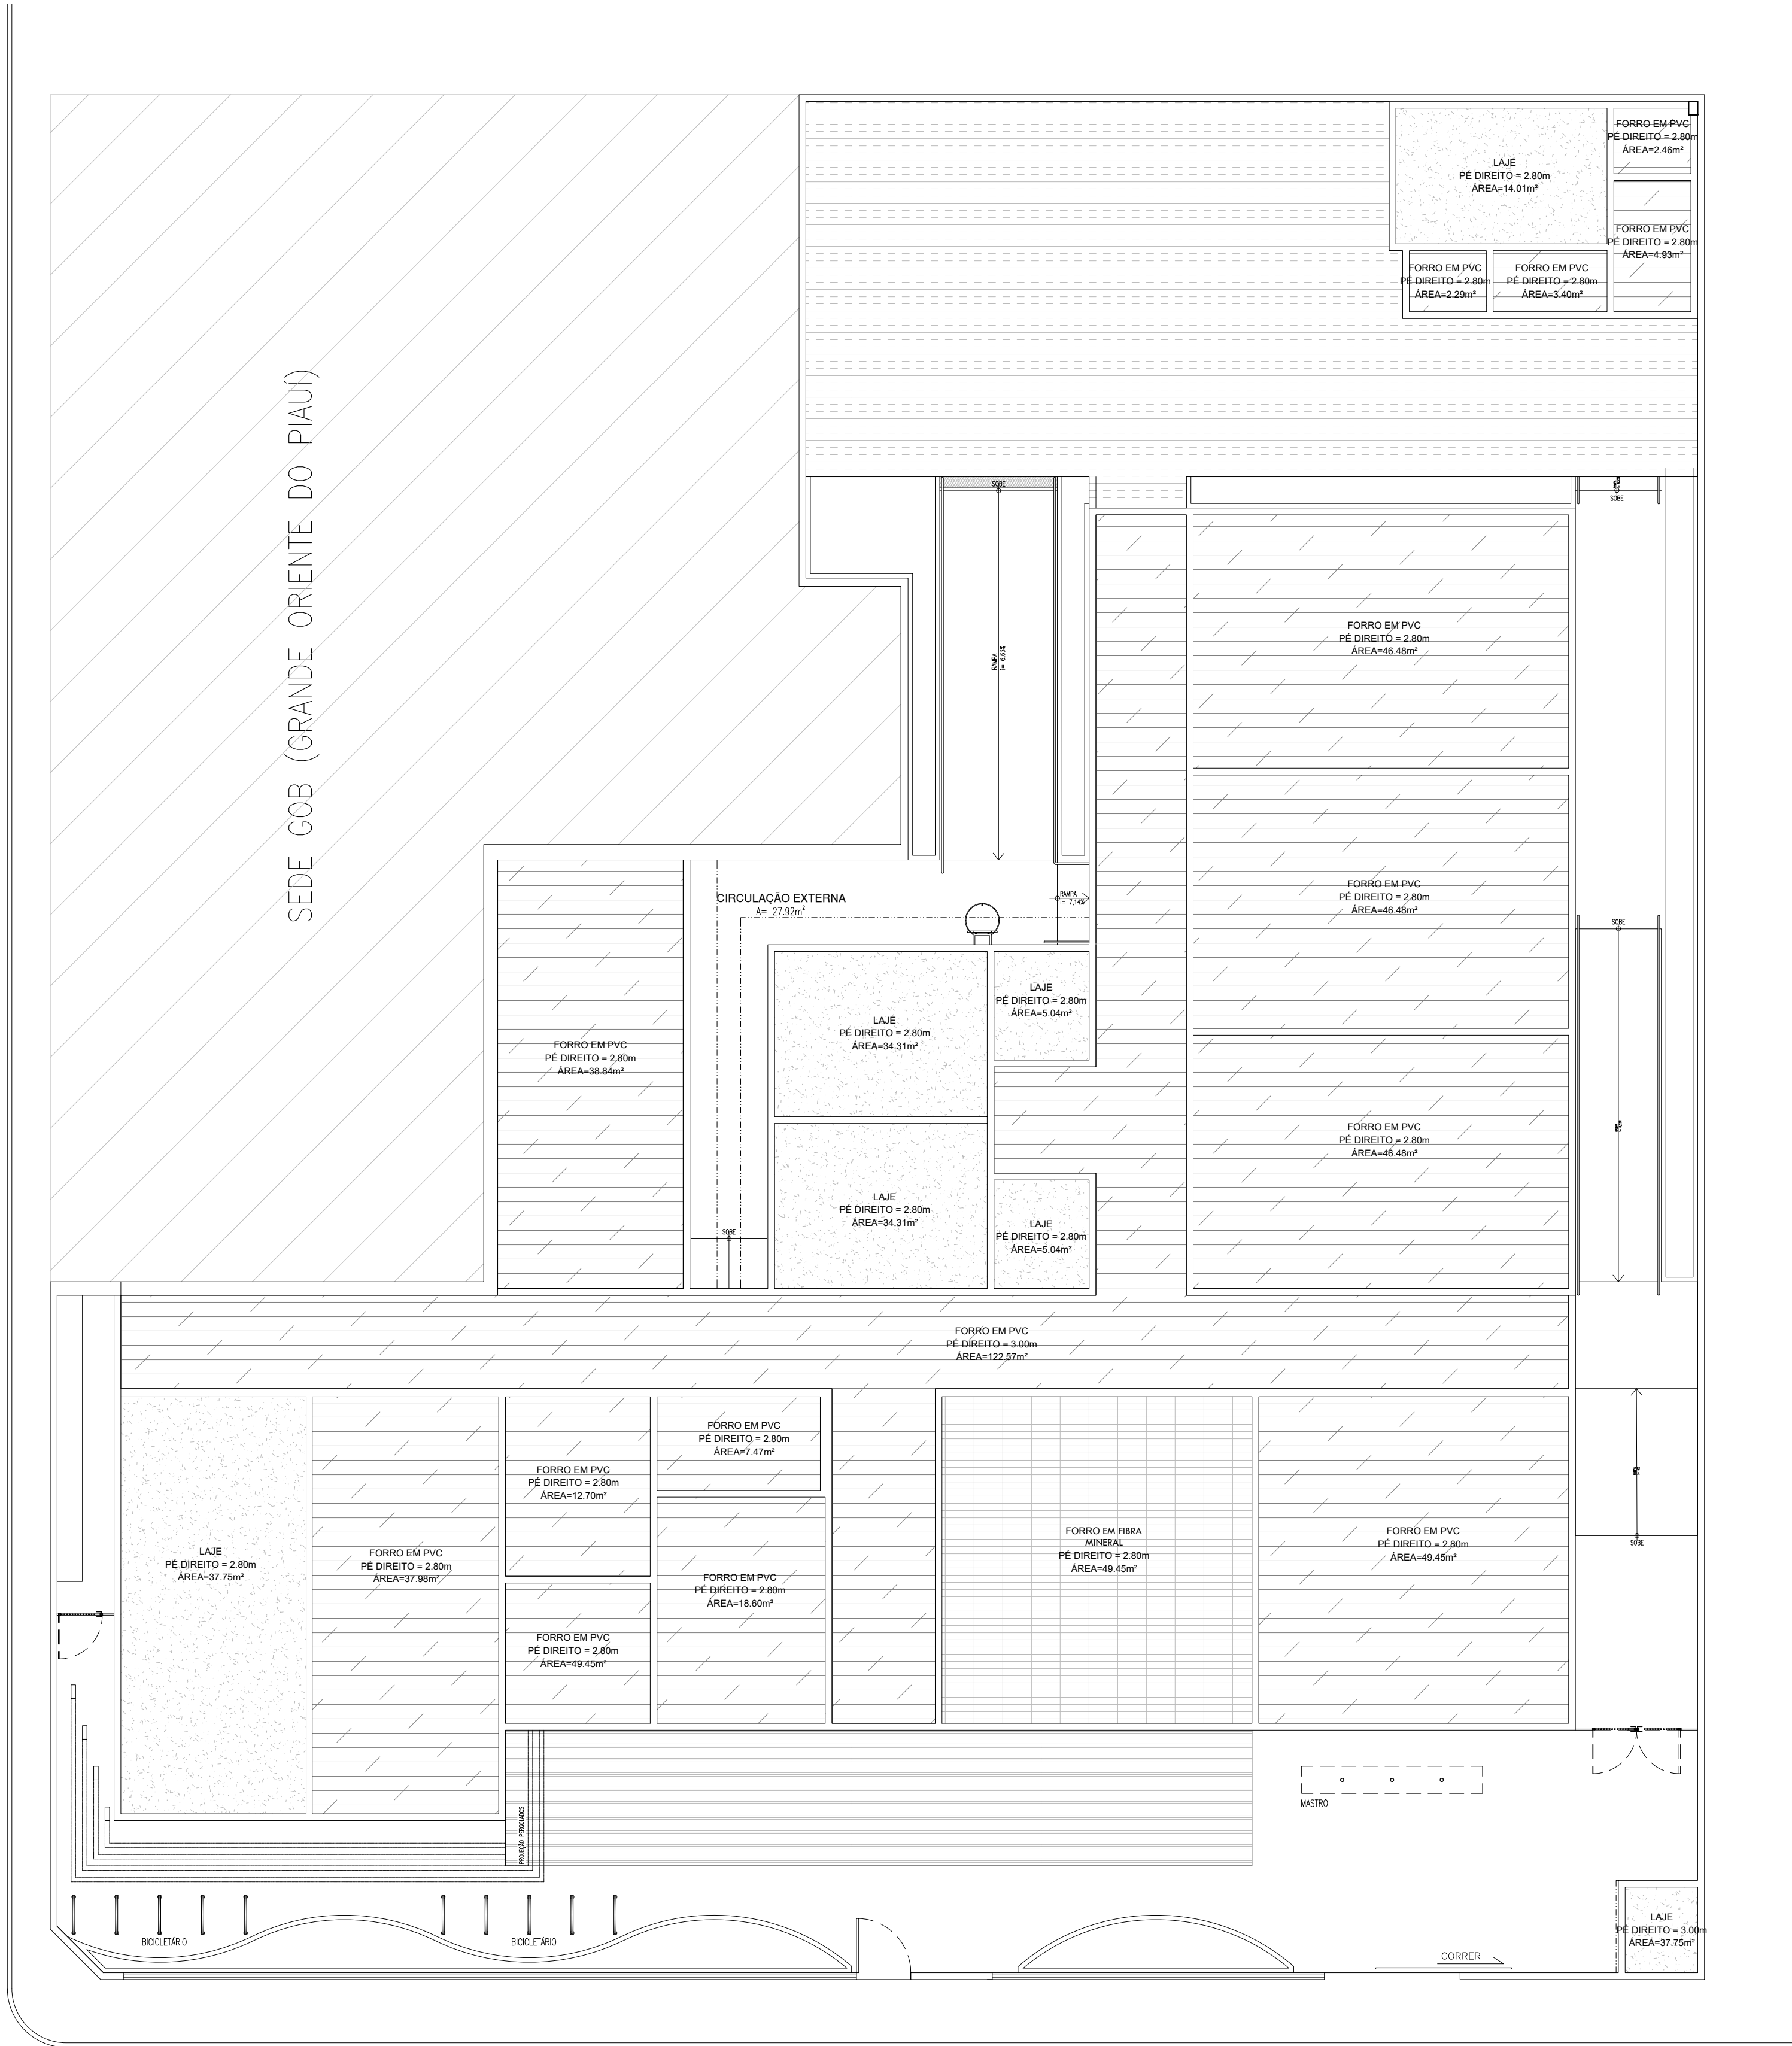 FORRO EM PVC
PÉ DIREITO = 2.80m
ÁREA=2.46m²
LAJE
PÉ DIREITO = 2.80m
ÁREA=14.01m²
FORRO EM PVC
PÉ DIREITO = 2.80m
ÁREA=4.93m²
FORRO EM PVC
PÉ DIREITO = 2.80m
ÁREA=2.29m²
FORRO EM PVC
PÉ DIREITO = 2.80m
ÁREA=3.40m²
SEDE GOB (GRANDE ORIENTE DO PIAUÍ)
SOBE
SOBE
RAMPA
i= 6,63%
FORRO EM PVC
PÉ DIREITO = 2.80m
ÁREA=46.48m²
FORRO EM PVC
PÉ DIREITO = 2.80m
ÁREA=46.48m²
CIRCULAÇÃO EXTERNA
A= 27.92m²
RAMPA
i= 7,14%
SOBE
LAJE
PÉ DIREITO = 2.80m
ÁREA=5.04m²
LAJE
PÉ DIREITO = 2.80m
ÁREA=34.31m²
FORRO EM PVC
PÉ DIREITO = 2.80m
ÁREA=38.84m²
FORRO EM PVC
PÉ DIREITO = 2.80m
ÁREA=46.48m²
LAJE
PÉ DIREITO = 2.80m
ÁREA=34.31m²
LAJE
PÉ DIREITO = 2.80m
ÁREA=5.04m²
SOBE
FORRO EM PVC
PÉ DIREITO = 3.00m
ÁREA=122.57m²
FORRO EM PVC
PÉ DIREITO = 2.80m
ÁREA=7.47m²
FORRO EM PVC
PÉ DIREITO = 2.80m
ÁREA=12.70m²
LAJE
PÉ DIREITO = 2.80m
ÁREA=37.75m²
FORRO EM PVC
PÉ DIREITO = 2.80m
ÁREA=37.98m²
FORRO EM PVC
PÉ DIREITO = 2.80m
ÁREA=18.60m²
FORRO EM FIBRA
MINERAL
PÉ DIREITO = 2.80m
ÁREA=49.45m²
FORRO EM PVC
PÉ DIREITO = 2.80m
ÁREA=49.45m²
SOBE
FORRO EM PVC
PÉ DIREITO = 2.80m
ÁREA=49.45m²
PROJEÇÃO PERGOLADOS
MASTRO
BICICLETÁRIO
BICICLETÁRIO
CORRER
LAJE
PÉ DIREITO = 3.00m
ÁREA=37.75m²